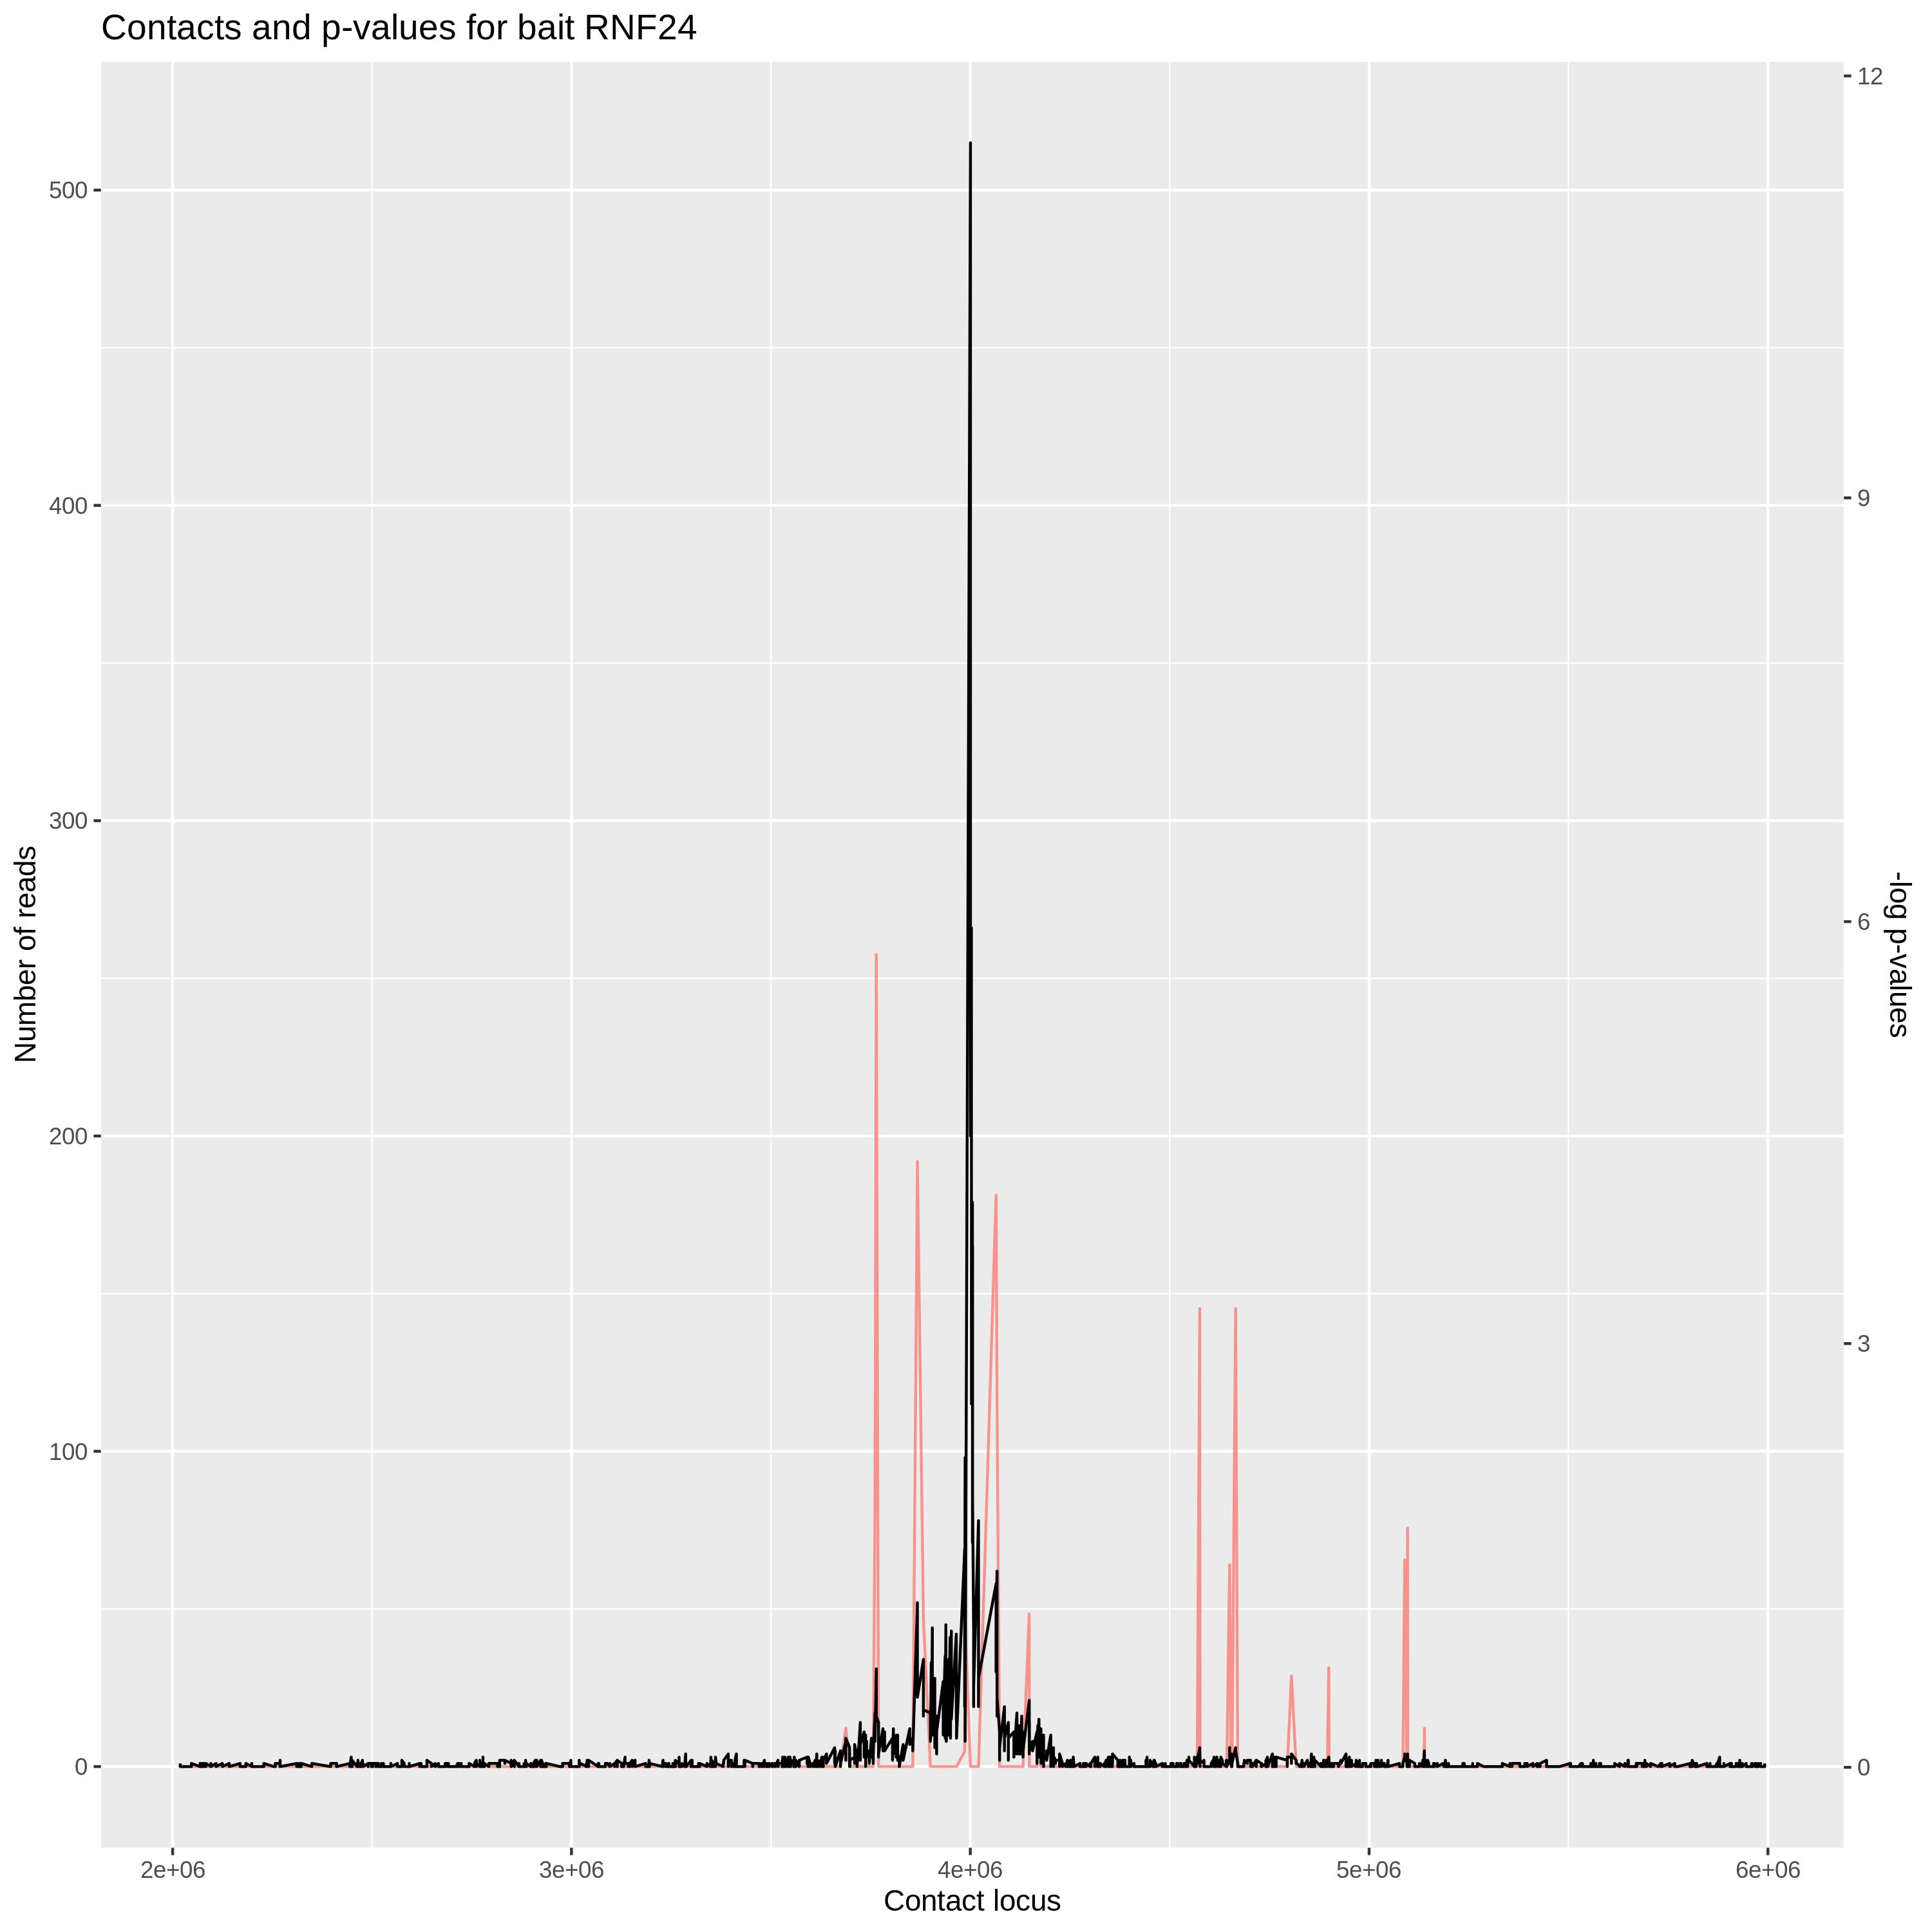 Contacts and p-values for bait RNF24
12
500
9
400
300
6
Number of reads
-log p-values
200
3
100
0
0
2e+06 3e+06 4e+06 5e+06 6e+06
Contact locus